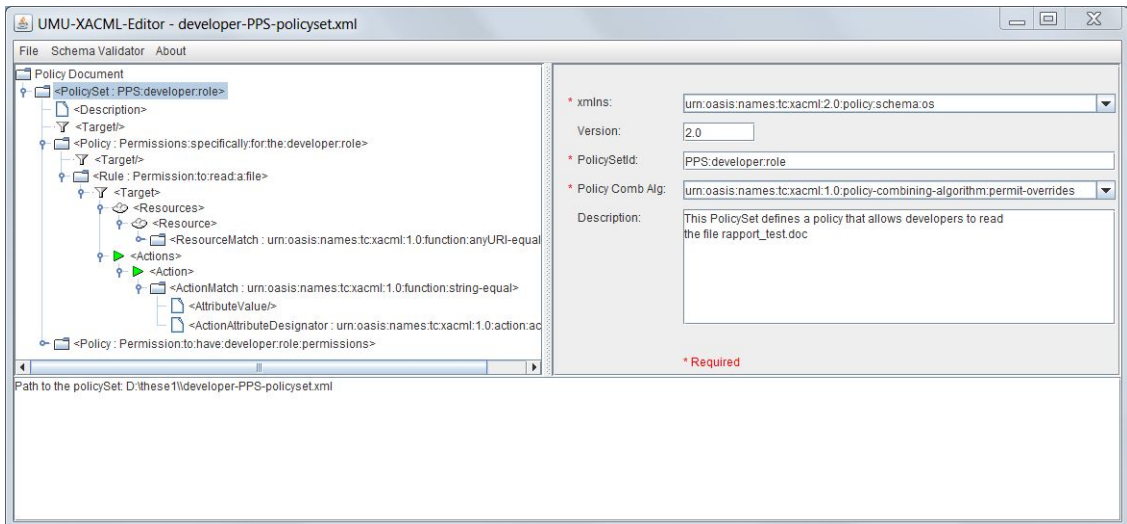 UMU-XACML-Editor - developer-PPS-policyset.xml
File Schema Validator About
Policy Document
<PolicySet : PPS:developer:role>
<Description>
<Target/>
<Policy : Permissions:specifically:for:the:developer:role>
<Target/>
<Rule : Permission:to:read:a:file>
<Target>
<Resources>
<Resource>
<ResourceMatch : urn:oasis:names:tc:xacml:1.0:function:anyURI-equal
<Actions>
<Action>
<ActionMatch : urn:oasis:names:tc:xacml:1.0:function:string-equal>
<AttributeValue/>
<ActionAttributeDesignator : urn:oasis:names:tc:xacml:1.0:action:ac
<Policy : Permission:to:have:developer:role:permissions>
* xmlns: urn:oasis:names:tc:xacml:2.0:policy:schema:os
Version: 2.0
* PolicySetId: PPS:developer:role
* Policy Comb Alg: urn:oasis:names:tc:xacml:1.0:policy-combining-algorithm:permit-overrides
Description: This PolicySet defines a policy that allows developers to read
the file rapport_test.doc
* Required
Path to the policySet: D:\these1\\developer-PPS-policyset.xml